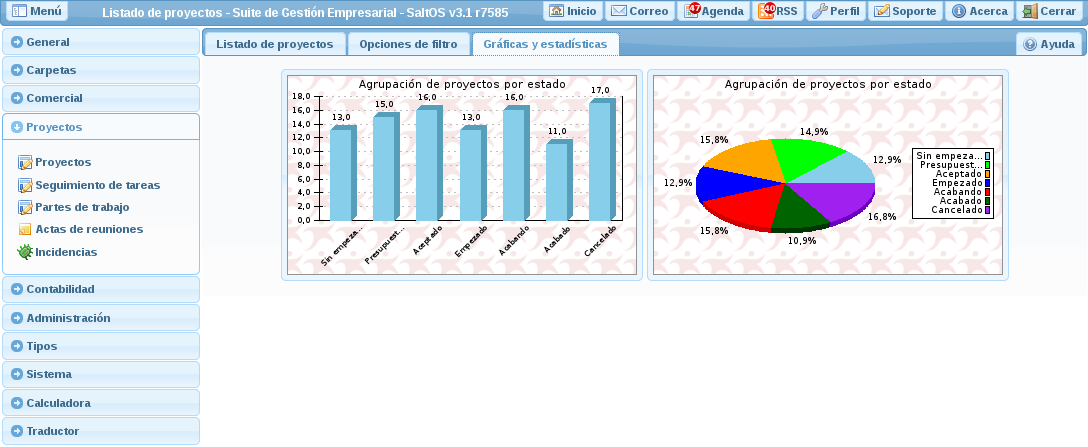 Menú
Listado de proyectos - Suite de Gestión Empresarial - SaltOS v3.1 r7585
Inicio
Correo
47
Agenda
40
RSS
Perfil
Soporte
Acerca
Cerrar
General
Carpetas
Comercial
Proyectos
Proyectos
Seguimiento de tareas
Partes de trabajo
Actas de reuniones
Incidencias
Contabilidad
Administración
Tipos
Sistema
Calculadora
Traductor
Listado de proyectos
Opciones de filtro
Gráficas y estadísticas
Ayuda
Agrupación de proyectos por estado
18,0
16,0
14,0
12,0
10,0
8,0
6,0
4,0
2,0
0,0
13,0
15,0
16,0
13,0
16,0
11,0
17,0
Sin empeza...
Presupuest...
Aceptado
Empezado
Acabando
Acabado
Cancelado
Agrupación de proyectos por estado
14,9%
12,9%
15,8%
12,9%
15,8%
10,9%
16,8%
Sin empeza...
Presupuest...
Aceptado
Empezado
Acabando
Acabado
Cancelado